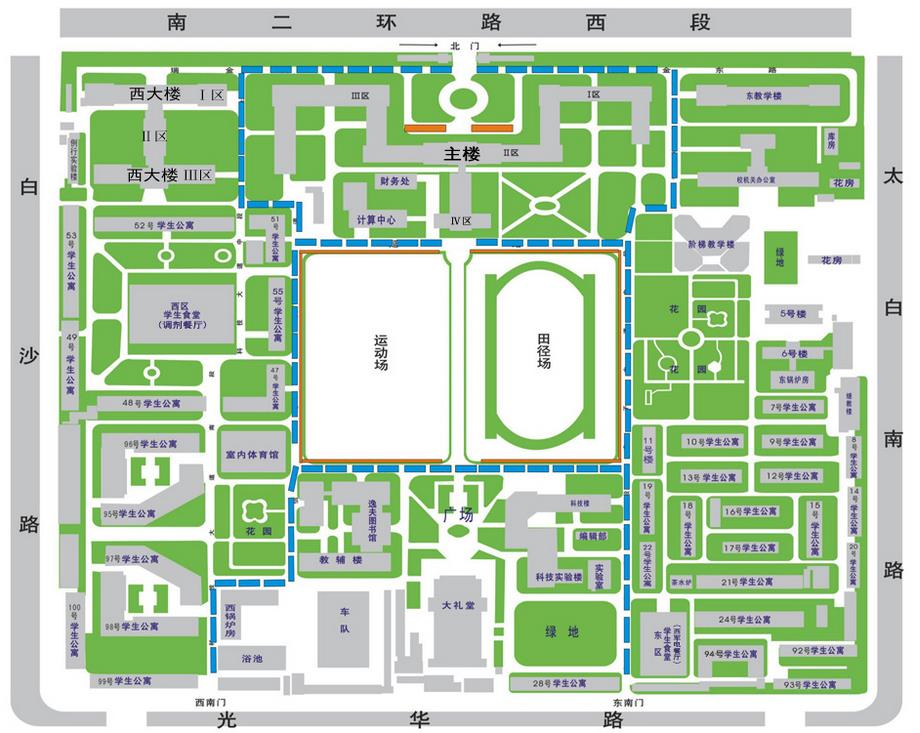 南二环路西段
北门
瑞金
金东路
西大楼 I区
II区
西大楼 III区
例行实验楼
III区
I区
主楼 II区
IV区
财务处
计算中心
东教学楼
库房
校机关办公室
花房
白沙路
太白南路
53号学生公寓
52号学生公寓
51号学生公寓
阶梯教学楼
绿地
花房
西区
学生食堂
(调剂餐厅)
55号学生公寓
运动场
田径场
花园
花园
5号楼
6号楼
东锅炉房
49号学生公寓
47号学生公寓
48号学生公寓
7号学生公寓
96号学生公寓
室内体育馆
11号楼
10号学生公寓
9号学生公寓
8号学生公寓
13号学生公寓
12号学生公寓
95号学生公寓
花园
逸夫图书馆
教辅楼
广场
科技楼
编辑部
科技实验楼
实验室
19号学生公寓
18号学生公寓
16号学生公寓
15号学生公寓
14号学生公寓
17号学生公寓
22号学生公寓
20号学生公寓
97号学生公寓
茶水炉
21号学生公寓
100号学生公寓
98号学生公寓
西锅炉房
车队
大礼堂
绿地
东区
学生食堂
(西军电餐厅)
24号学生公寓
94号学生公寓
92号学生公寓
浴池
99号学生公寓
28号学生公寓
93号学生公寓
西南门
东南门
光华路